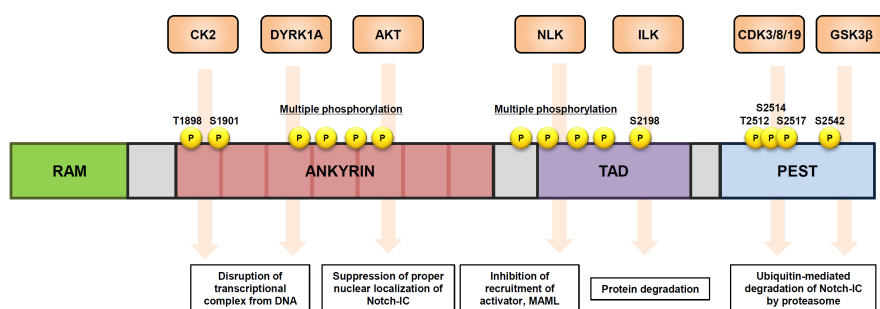 CK2 DYRK1A AKT NLK ILK CDK3/8/19 GSK3β
S2514
Multiple phosphorylation Multiple phosphorylation
T1898 S1901 S2198 T2512 S2517 S2542
P P P P P P P P P P P P P P P
RAM ANKYRIN TAD PEST
Disruption of
transcriptional
complex from DNA
Suppression of proper
nuclear localization of
Notch-IC
Inhibition of
recruitment of
activator, MAML
Protein degradation
Ubiquitin-mediated
degradation of Notch-IC
by proteasome